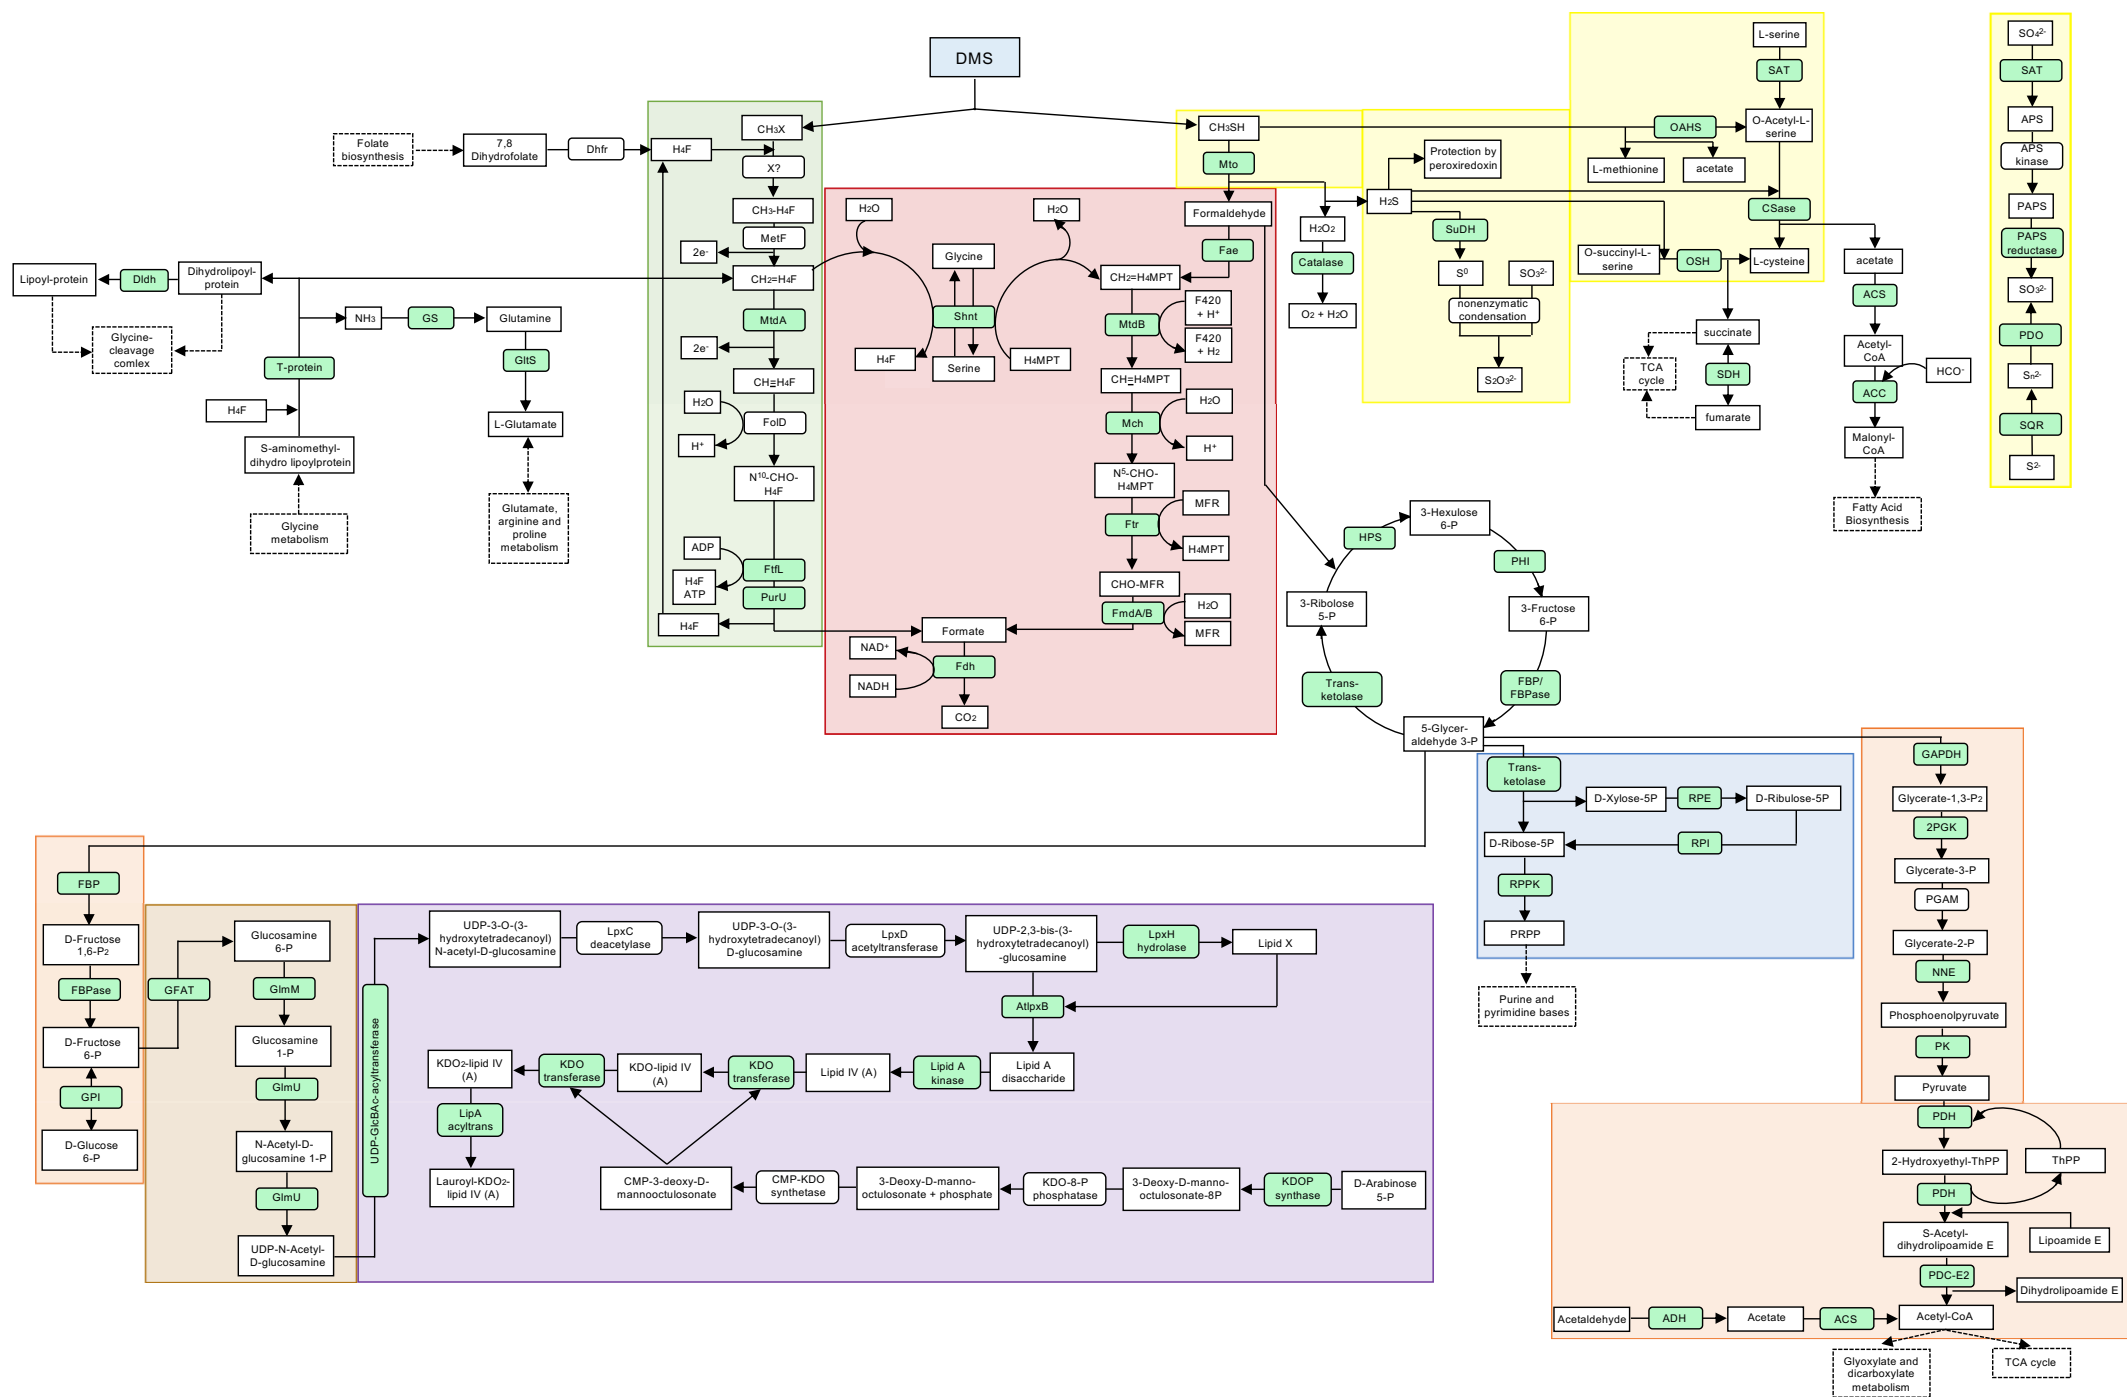 DMS
L-serine
SAT
O-Acetyl-L-
serine
OAHS
L-methionine
acetate
CSase
O-succinyl-L-
serine
OSH
L-cysteine
SO₄²⁻
SAT
APS
APS
kinase
PAPS
PAPS
reductase
SO₃²⁻
PDO
Sn²⁻
SQR
S²⁻
Folate
biosynthesis
7,8
Dihydrofolate
Dhfr
H₄F
CH₃X
X?
CH₃-H₄F
MetF
2e⁻
CH₂=H₄F
MtdA
2e⁻
CH≡H₄F
H₂O
FolD
H⁺
N¹⁰-CHO-
H₄F
ADP
FtfL
H₄F
ATP
PurU
H₄F
Lipoyl-protein
Dldh
Dihydrolipoyl-
protein
Glycine-
cleavage
comlex
NH₃
GS
Glutamine
T-protein
GltS
H₄F
L-Glutamate
S-aminomethyl-
dihydro lipoylprotein
Glycine
metabolism
Glutamate,
arginine and
proline
metabolism
CH₃SH
Mto
Formaldehyde
Fae
H₂O
H₂O
Glycine
Shnt
Serine
H₄F
H₄MPT
CH₂=H₄MPT
F420
+ H⁺
MtdB
F420
+ H₂
CH≡H₄MPT
H₂O
Mch
H⁺
N⁵-CHO-
H₄MPT
MFR
Ftr
H₄MPT
CHO-MFR
H₂O
FmdA/B
MFR
Formate
NAD⁺
Fdh
NADH
CO₂
Protection by
peroxiredoxin
H₂S
H₂O₂
Catalase
O₂ + H₂O
SuDH
S⁰
SO₃²⁻
nonenzymatic
condensation
S₂O₃²⁻
succinate
TCA
cycle
SDH
fumarate
acetate
ACS
Acetyl-
CoA
HCO⁻
ACC
Malonyl-
CoA
Fatty Acid
Biosynthesis
HPS
3-Hexulose
6-P
PHI
3-Ribolose
5-P
3-Fructose
6-P
Trans-
ketolase
FBP/
FBPase
5-Glycer-
aldehyde 3-P
Trans-
ketolase
D-Xylose-5P
RPE
D-Ribulose-5P
D-Ribose-5P
RPI
RPPK
PRPP
Purine and
pyrimidine bases
GAPDH
Glycerate-1,3-P₂
2PGK
Glycerate-3-P
PGAM
Glycerate-2-P
NNE
Phosphoenolpyruvate
PK
Pyruvate
PDH
2-Hydroxyethyl-ThPP
ThPP
PDH
S-Acetyl-
dihydrolipoamide E
Lipoamide E
PDC-E2
Dihydrolipoamide E
Acetaldehyde
ADH
Acetate
ACS
Acetyl-CoA
Glyoxylate and
dicarboxylate
metabolism
TCA cycle
FBP
D-Fructose
1,6-P₂
FBPase
D-Fructose
6-P
GPI
D-Glucose
6-P
GFAT
Glucosamine
6-P
GlmM
Glucosamine
1-P
GlmU
N-Acetyl-D-
glucosamine 1-P
GlmU
UDP-N-Acetyl-
D-glucosamine
UDP-GlcBAc-acyltransferase
UDP-3-O-(3-
hydroxytetradecanoyl)
N-acetyl-D-glucosamine
LpxC
deacetylase
UDP-3-O-(3-
hydroxytetradecanoyl)
D-glucosamine
LpxD
acetyltransferase
UDP-2,3-bis-(3-
hydroxytetradecanoyl)
-glucosamine
LpxH
hydrolase
Lipid X
AtlpxB
KDO₂-lipid IV
(A)
KDO
transferase
KDO-lipid IV
(A)
KDO
transferase
Lipid IV (A)
Lipid A
kinase
Lipid A
disaccharide
LipA
acyltrans
Lauroyl-KDO₂-
lipid IV (A)
CMP-3-deoxy-D-
mannooctulosonate
CMP-KDO
synthetase
3-Deoxy-D-manno-
octulosonate + phosphate
KDO-8-P
phosphatase
3-Deoxy-D-manno-
octulosonate-8P
KDOP
synthase
D-Arabinose
5-P